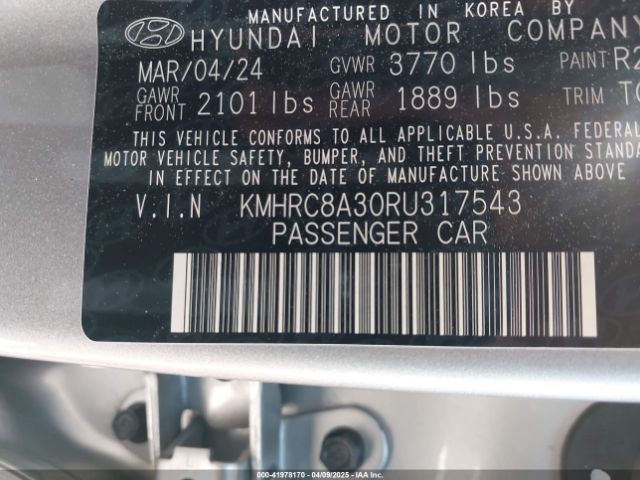 MANUFACTURED IN KOREA BY
HYUNDAI MOTOR COMPANY
MAR/04/24 GVWR 3770 lbs PAINT R2
GAWR FRONT 2101 lbs GAWR REAR 1889 lbs TRIM TO
THIS VEHICLE CONFORMS TO ALL APPLICABLE U.S.A. FEDERAL
MOTOR VEHICLE SAFETY, BUMPER, AND THEFT PREVENTION STANDA
IN EFFECT ON THE DATE OF MANUFACTURE SHOWN ABOVE
V.I.N KMHRC8A30RU317543
PASSENGER CAR
000-41978170 04/09/2025 IAA Inc.